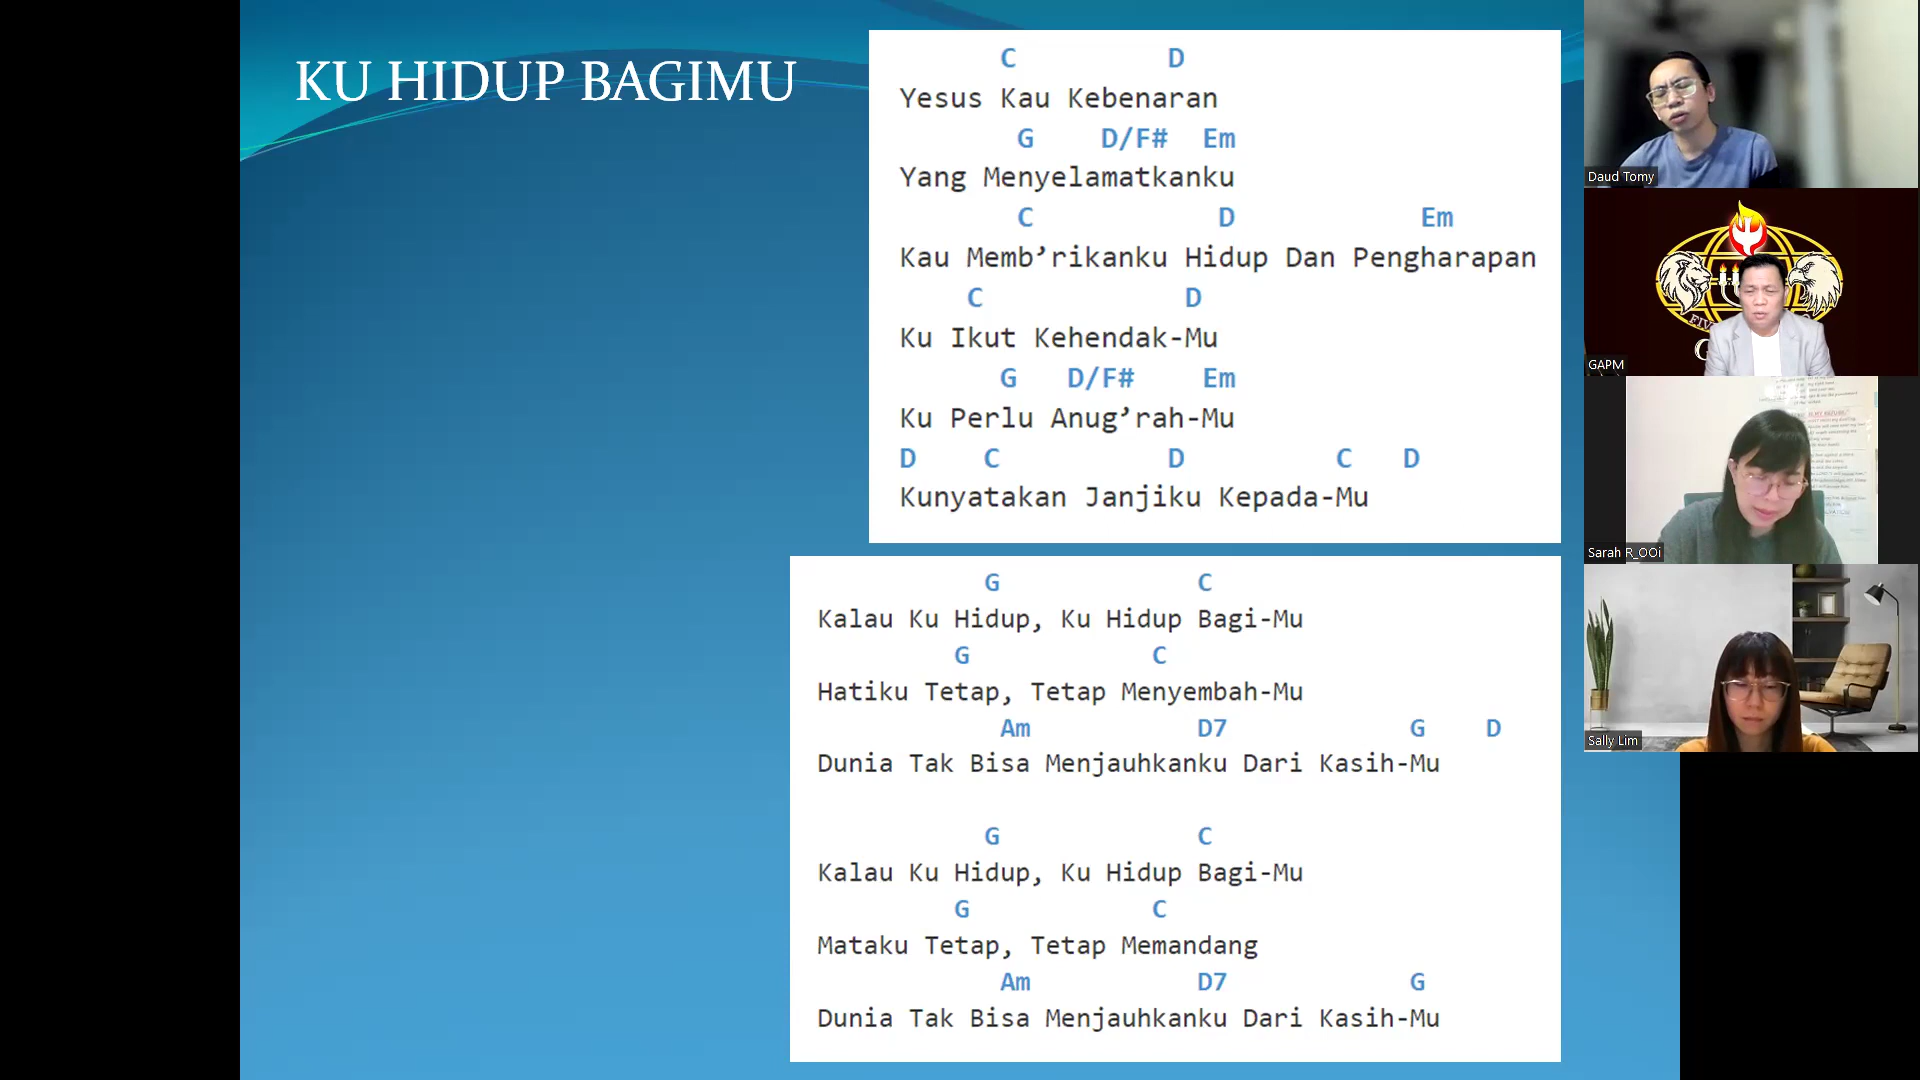 KU HIDUP BAGIMU
C D
Yesus Kau Kebenaran
G D/F# Em
Yang Menyelamatkanku
C D Em
Kau Memb’rikanku Hidup Dan Pengharapan
C D
Ku Ikut Kehendak-Mu
G D/F# Em
Ku Perlu Anug’rah-Mu
D C D C D
Kunyatakan Janjiku Kepada-Mu
G C
Kalau Ku Hidup, Ku Hidup Bagi-Mu
G C
Hatiku Tetap, Tetap Menyembah-Mu
Am D7 G D
Dunia Tak Bisa Menjauhkanku Dari Kasih-Mu
G C
Kalau Ku Hidup, Ku Hidup Bagi-Mu
G C
Mataku Tetap, Tetap Memandang
Am D7 G
Dunia Tak Bisa Menjauhkanku Dari Kasih-Mu
Daud Tomy
GAPM
Sarah R_OOi
Sally Lim